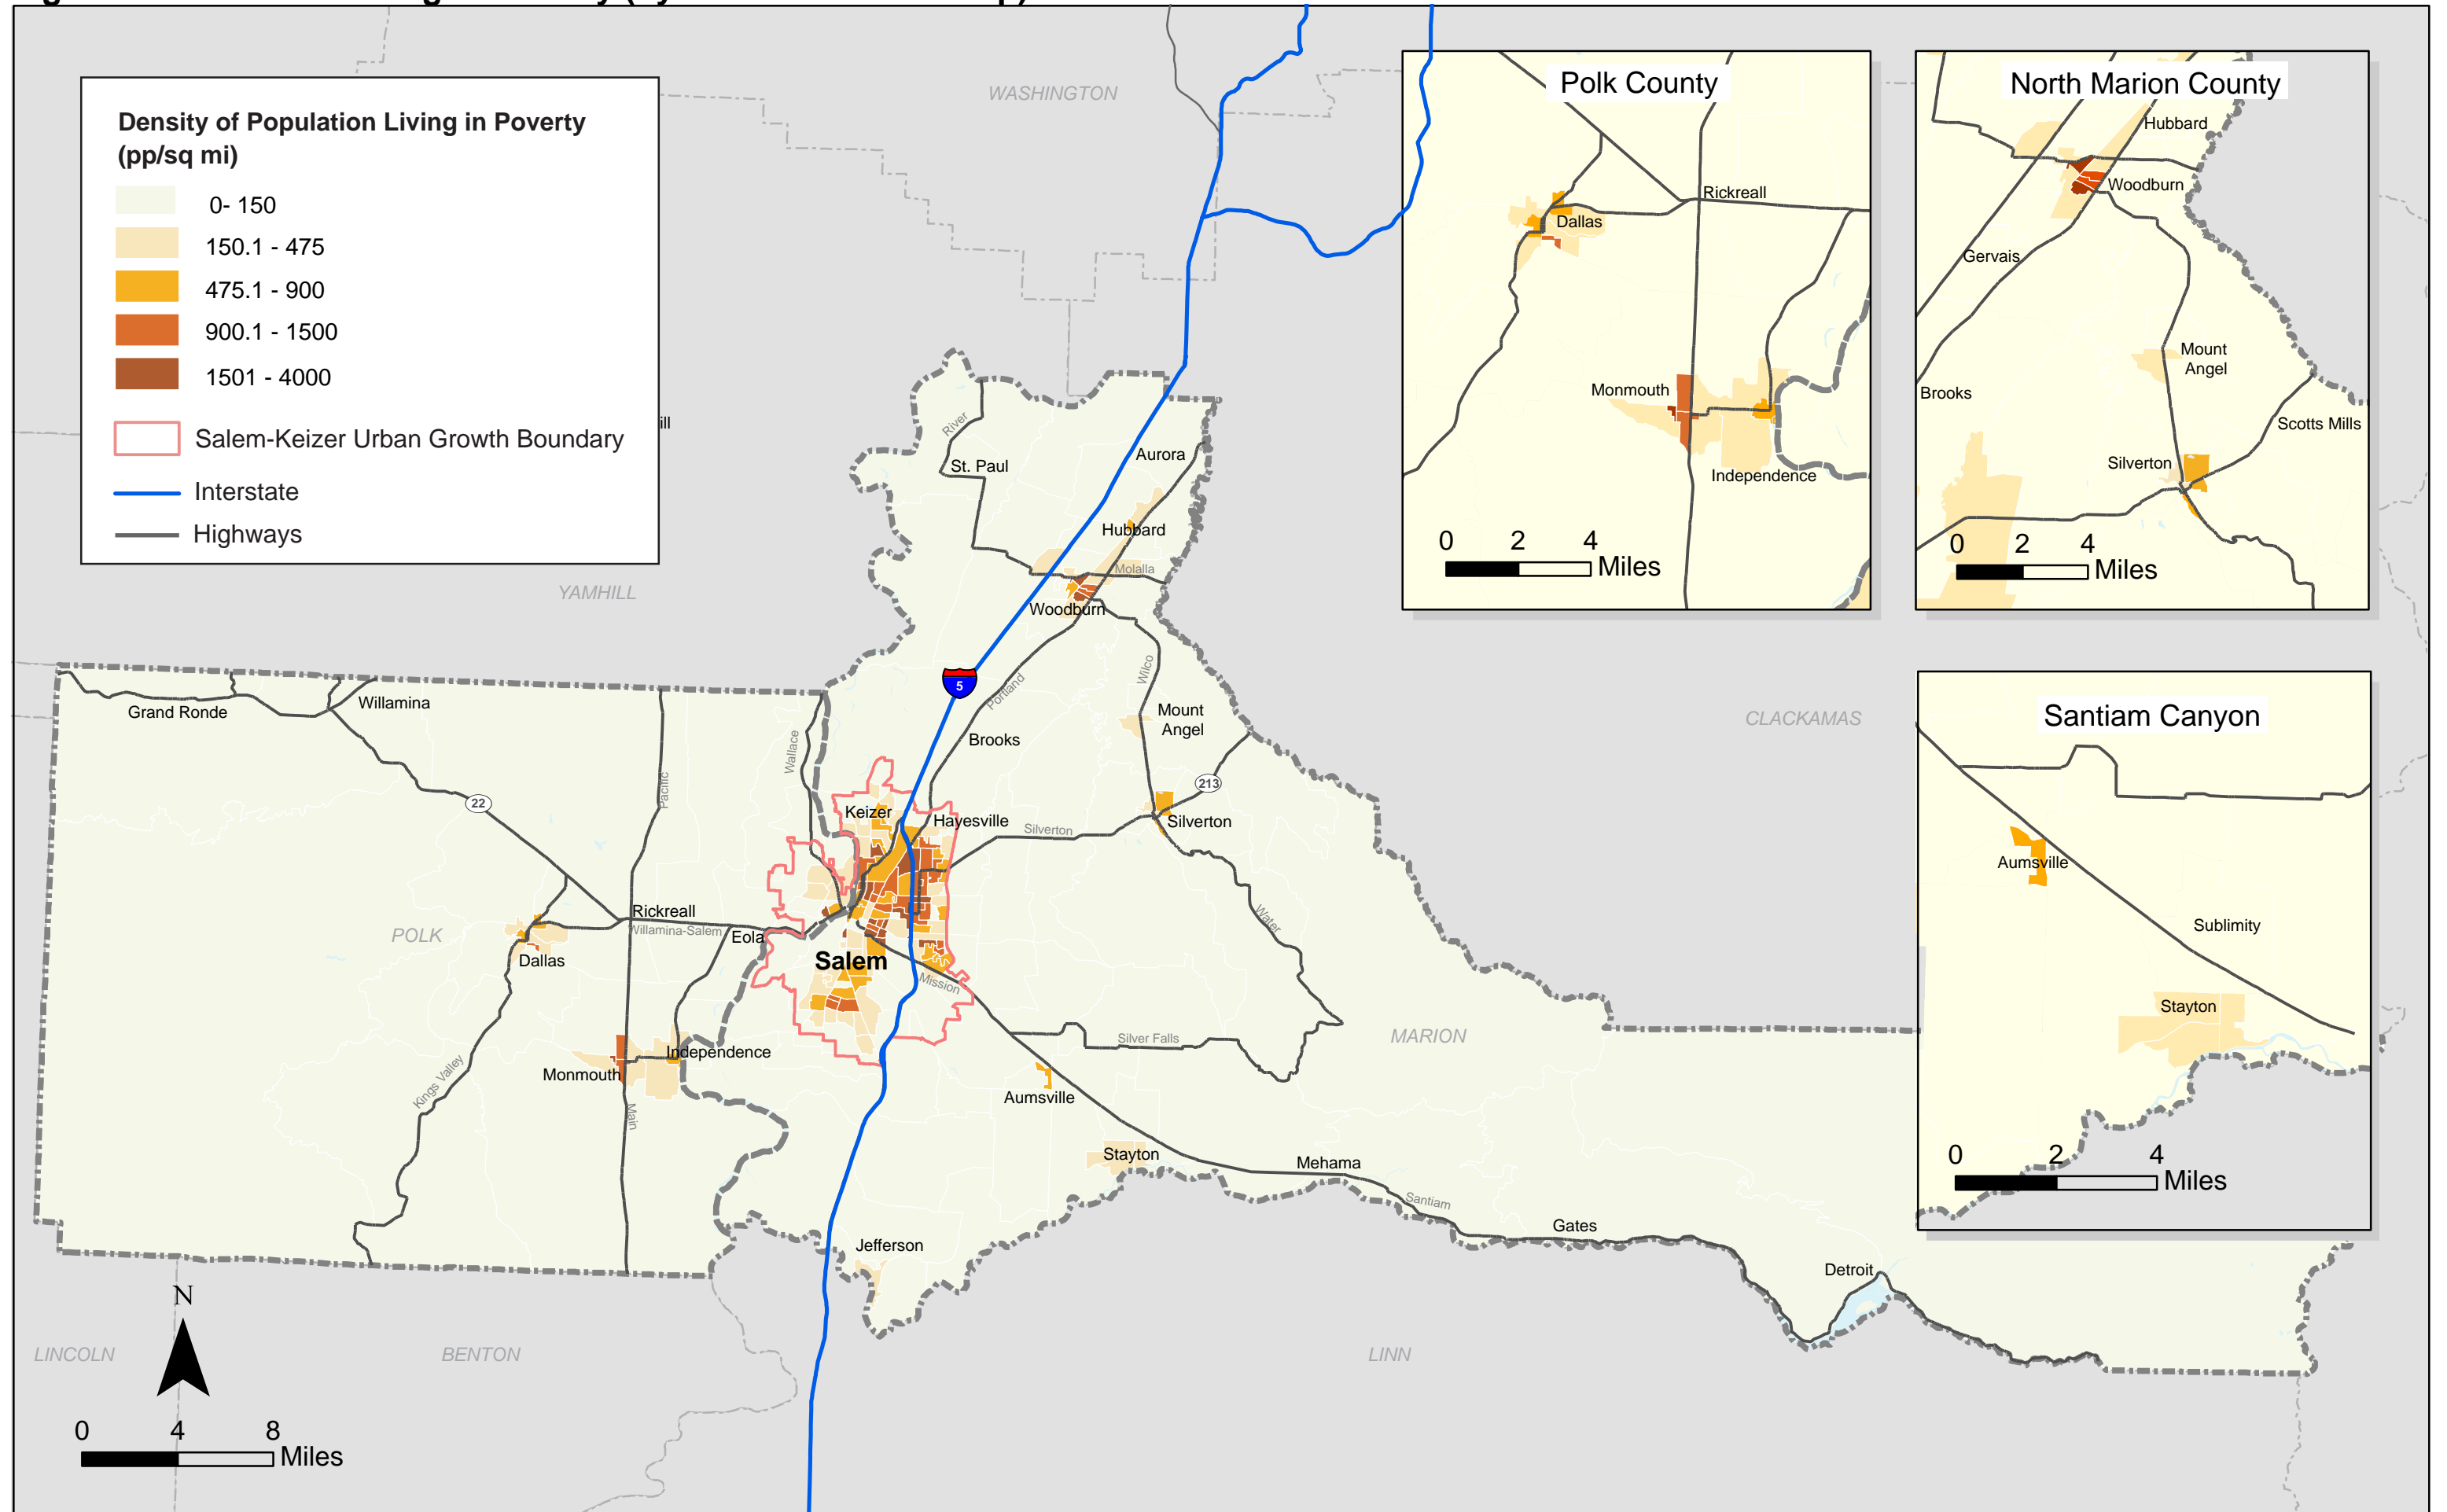 Density of Population Living in Poverty
(pp/sq mi)
0- 150
150.1 - 475
475.1 - 900
900.1 - 1500
1501 - 4000
Salem-Keizer Urban Growth Boundary
Interstate
Highways
ill
WASHINGTON
YAMHILL
CLACKAMAS
POLK
MARION
LINCOLN
BENTON
LINN
River
St. Paul
Aurora
Hubbard
Molalla
Woodburn
5
Portland
Wilco
Mount
Angel
Brooks
213
Grand Ronde
Willamina
Wallace
Pacific
22
Keizer
Hayesville
Silverton
Silverton
Rickreall
Willamina-Salem
Eola
Dallas
Salem
Mission
Water
Independence
Monmouth
Kings Valley
Main
Silver Falls
Aumsville
Stayton
Mehama
Santiam
Gates
Detroit
Jefferson
N
0 4 8
Miles
Polk County
Rickreall
Dallas
Monmouth
Independence
0 2 4
Miles
North Marion County
Hubbard
Woodburn
Gervais
Mount
Angel
Brooks
Scotts Mills
Silverton
0 2 4
Miles
Santiam Canyon
Aumsville
Sublimity
Stayton
0 2 4
Miles